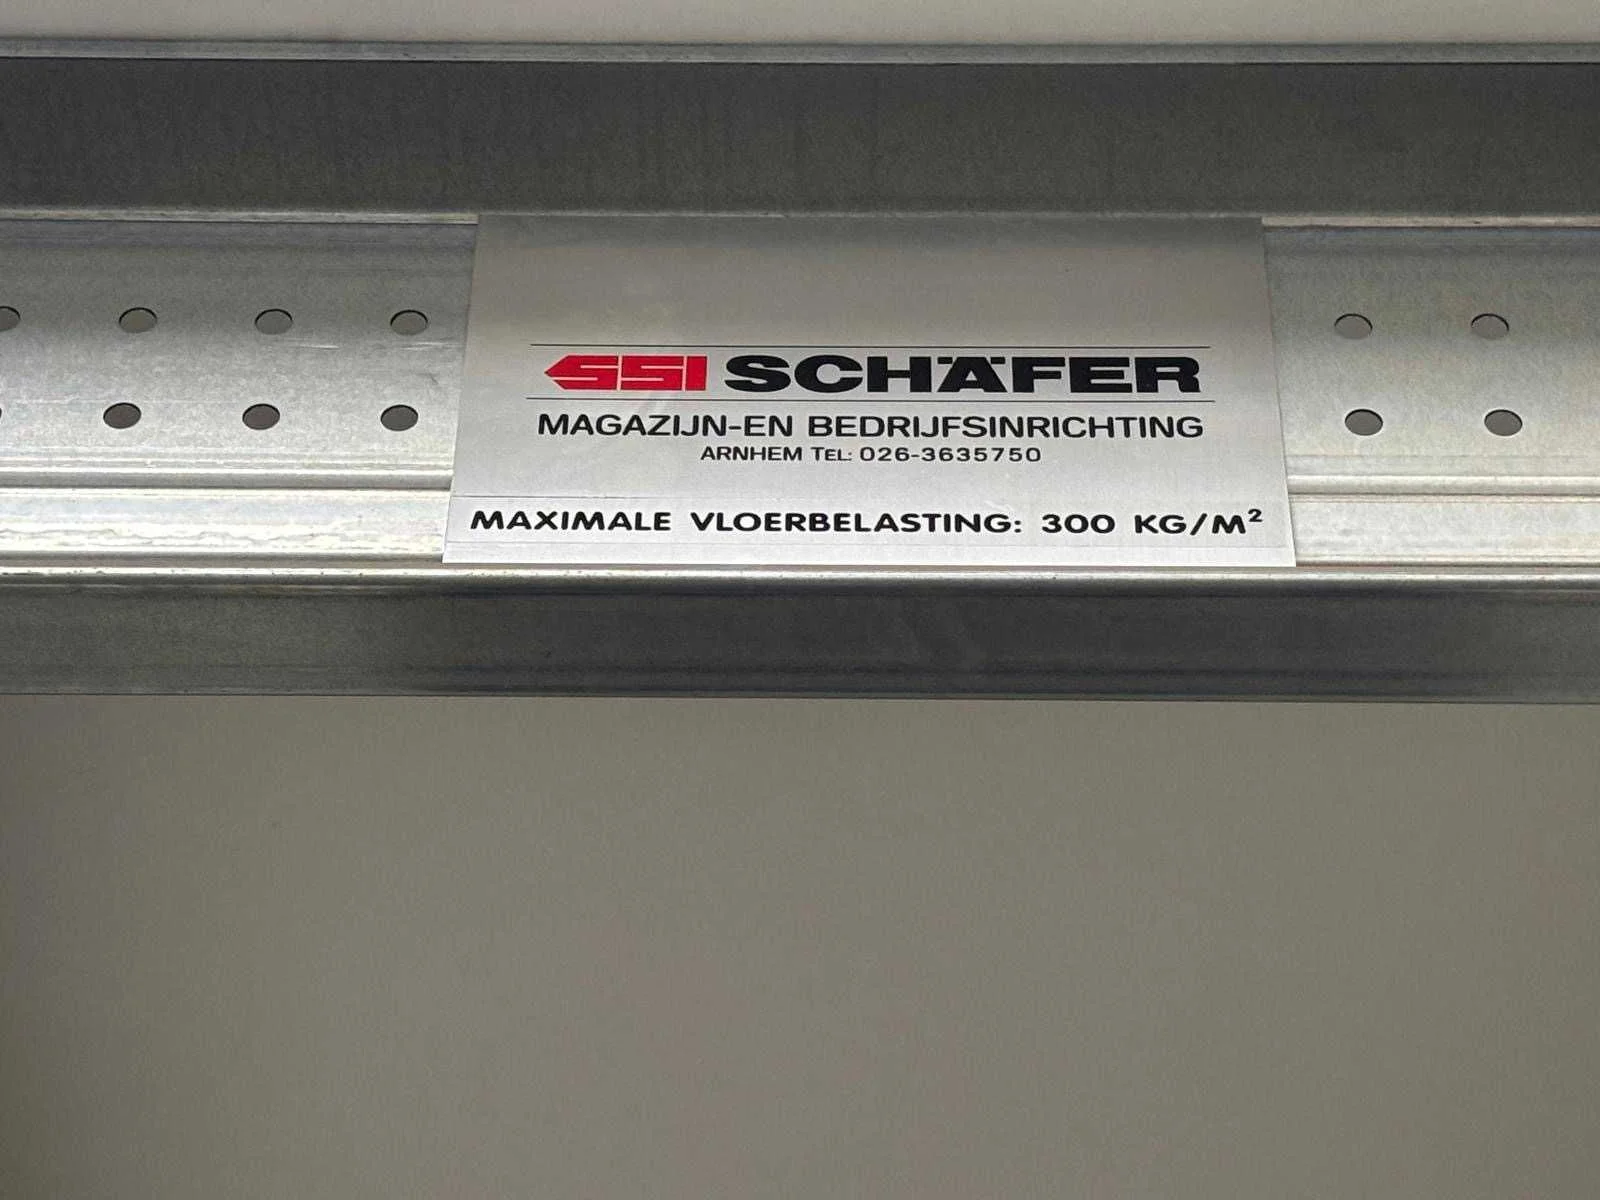 SSI SCHÄFER
MAGAZIJN-EN BEDRIJFSINRICHTING
ARNHEM TEL: 026-3635750
MAXIMALE VLOERBELASTING: 300 KG/M²